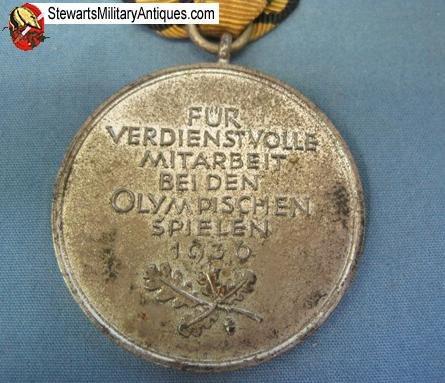 StewartsMilitaryAntiques.com
FÜR
VERDIENSTVOLLE
MITARBEIT
BEI DEN
OLYMPISCHEN
SPIELEN
1936